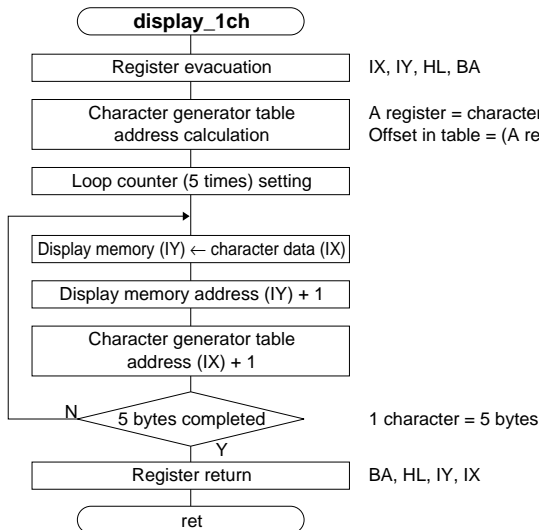 display_1ch
Register evacuation IX, IY, HL, BA
Character generator table A register = character
address calculation Offset in table = (A re
Loop counter (5 times) setting
Display memory (IY) ← character data (IX)
Display memory address (IY) + 1
Character generator table
address (IX) + 1
N 5 bytes completed 1 character = 5 bytes
Y
Register return BA, HL, IY, IX
ret